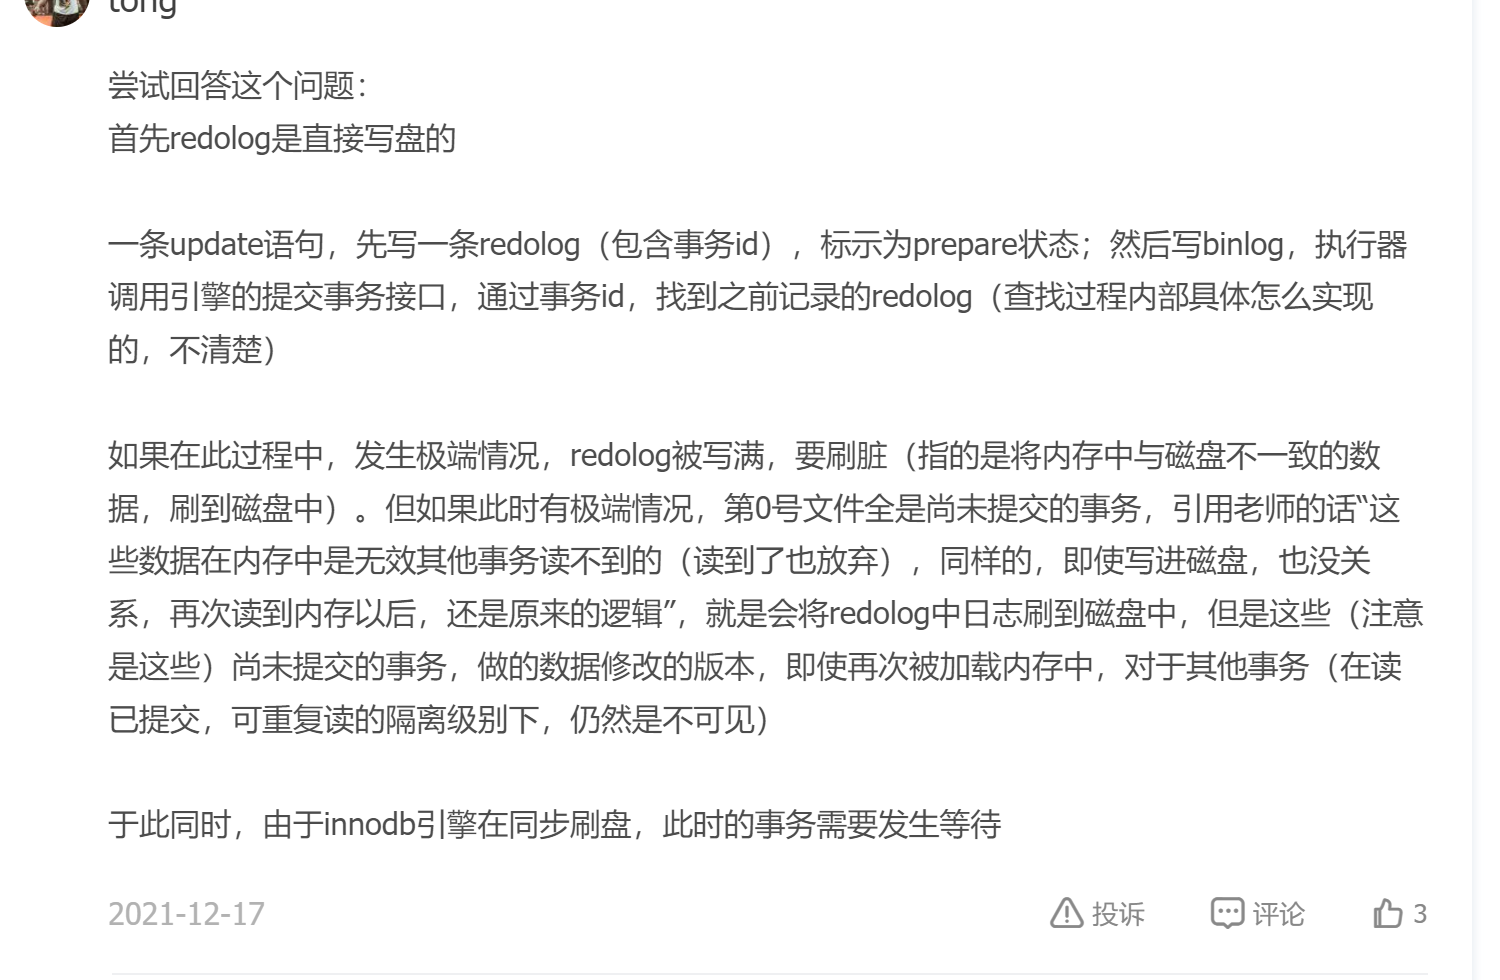 tong
尝试回答这个问题：
首先redolog是直接写盘的
一条update语句，先写一条redolog（包含事务id），标示为prepare状态；然后写binlog，执行器
调用引擎的提交事务接口，通过事务id，找到之前记录的redolog（查找过程内部具体怎么实现
的，不清楚）
如果在此过程中，发生极端情况，redolog被写满，要刷脏（指的是将内存中与磁盘不一致的数
据，刷到磁盘中）。但如果此时有极端情况，第0号文件全是尚未提交的事务，引用老师的话“这
些数据在内存中是无效其他事务读不到的（读到了也放弃），同样的，即使写进磁盘，也没关
系，再次读到内存以后，还是原来的逻辑”，就是会将redolog中日志刷到磁盘中，但是这些（注意
是这些）尚未提交的事务，做的数据修改的版本，即使再次被加载内存中，对于其他事务（在读
已提交，可重复读的隔离级别下，仍然是不可见）
于此同时，由于innodb引擎在同步刷盘，此时的事务需要发生等待
2021-12-17 投诉 评论 3